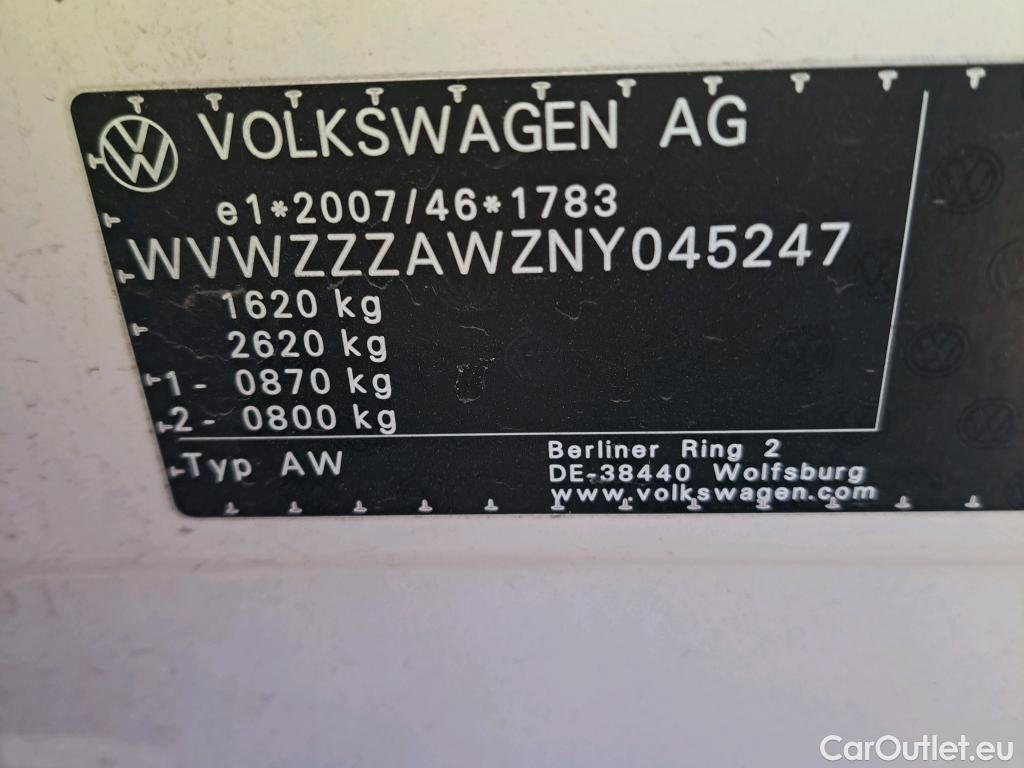 VOLKSWAGEN AG
e1*2007/46*1783
WVWZZZAWZNY045247
1620 kg
2620 kg
1- 0870 kg
2- 0800 kg
Typ AW
Berliner Ring 2
DE-38440 Wolfsburg
www.volkswagen.com
CarOutlet.eu